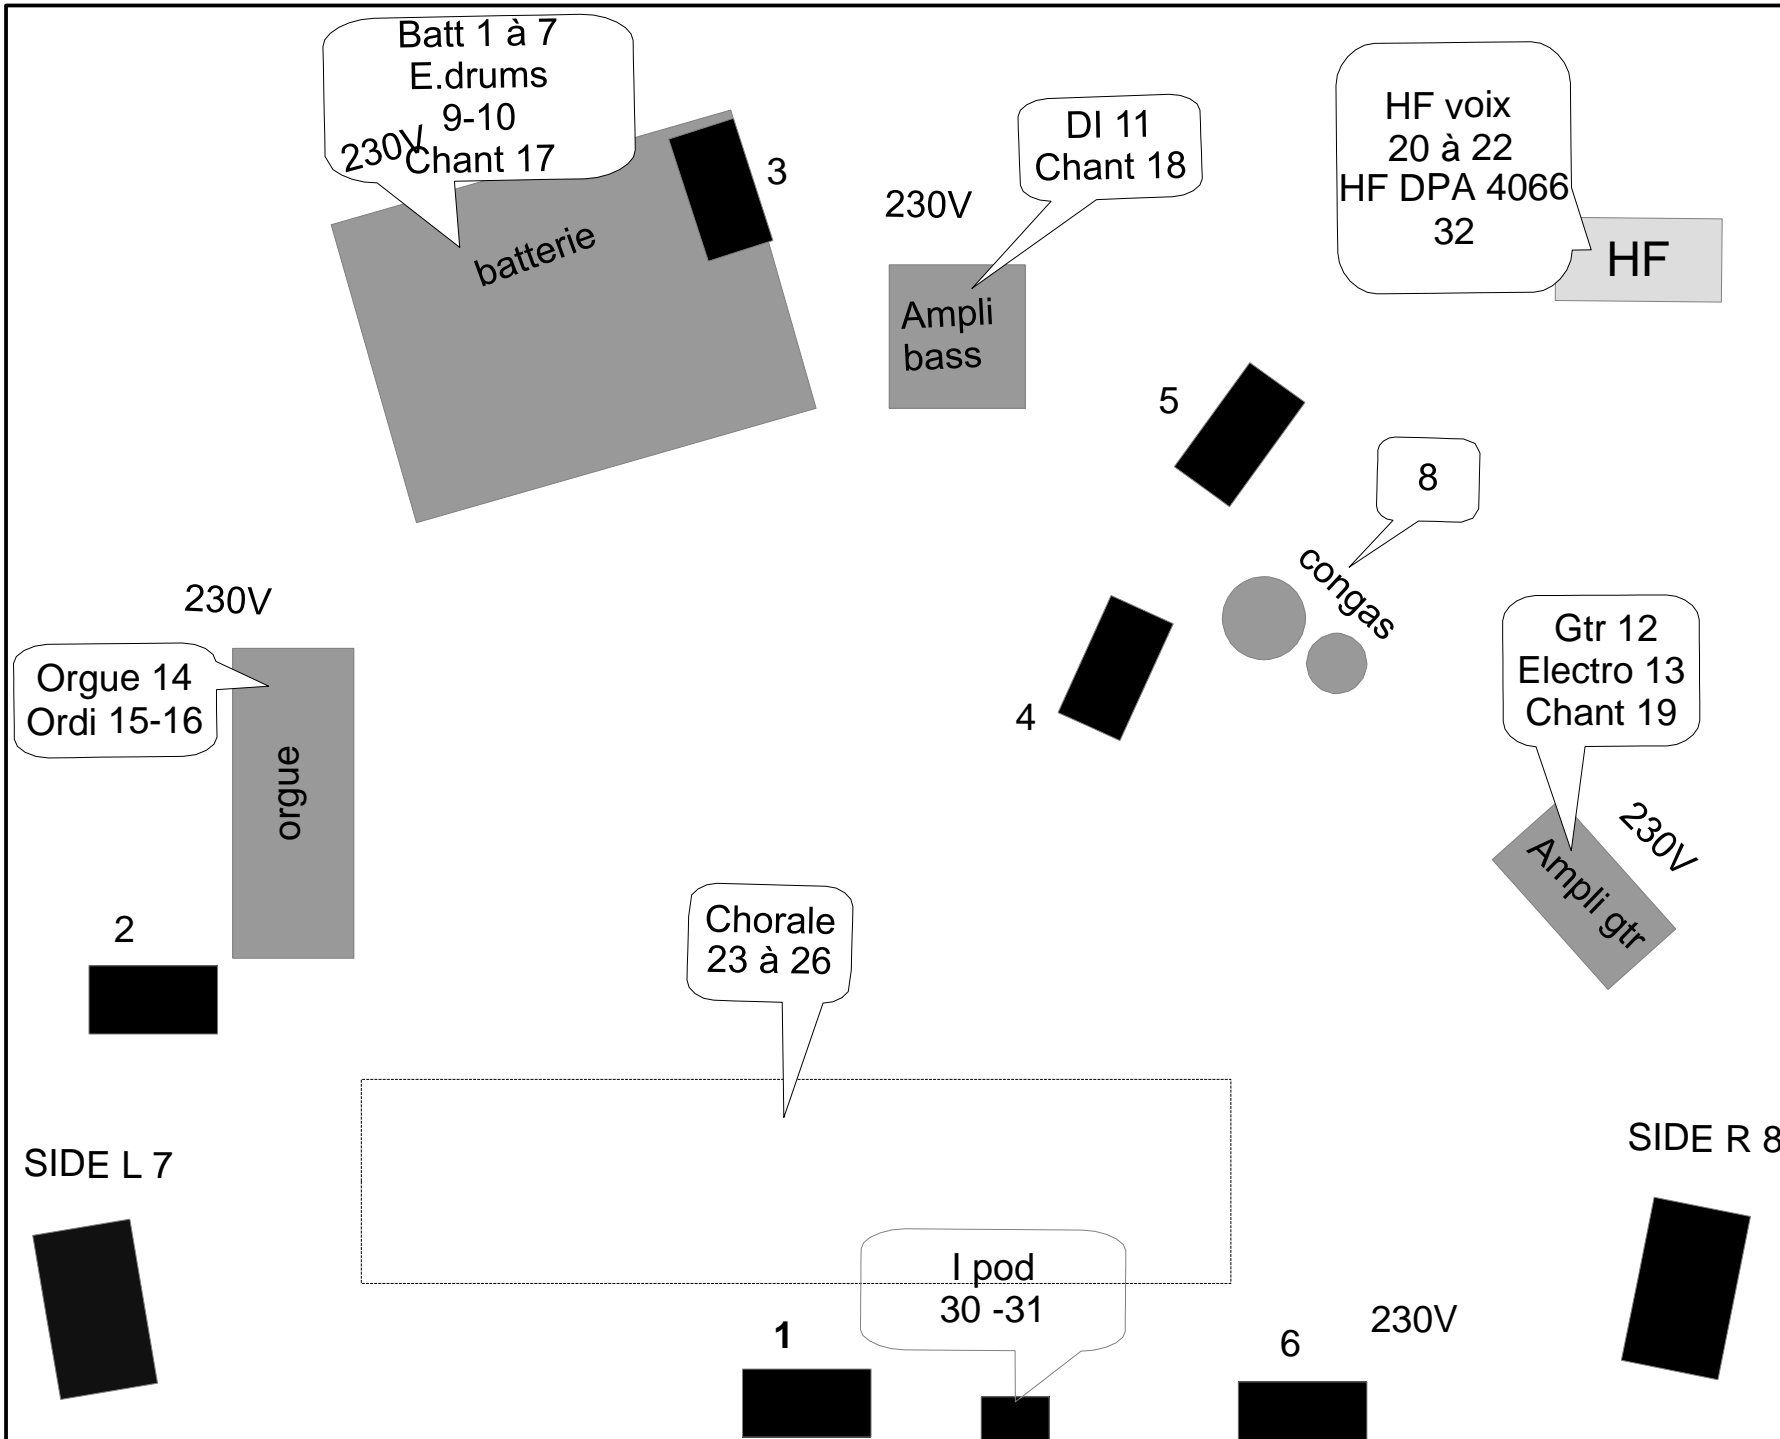 Batt 1 à 7
E.drums
9-10
Chant 17
230V
batterie
3
230V
DI 11
Chant 18
Ampli
bass
HF voix
20 à 22
HF DPA 4066
32
HF
5
8
congas
4
230V
Orgue 14
Ordi 15-16
orgue
2
Gtr 12
Electro 13
Chant 19
230V
Ampli gtr
Chorale
23 à 26
SIDE L 7
SIDE R 8
I pod
30 -31
1
6
230V